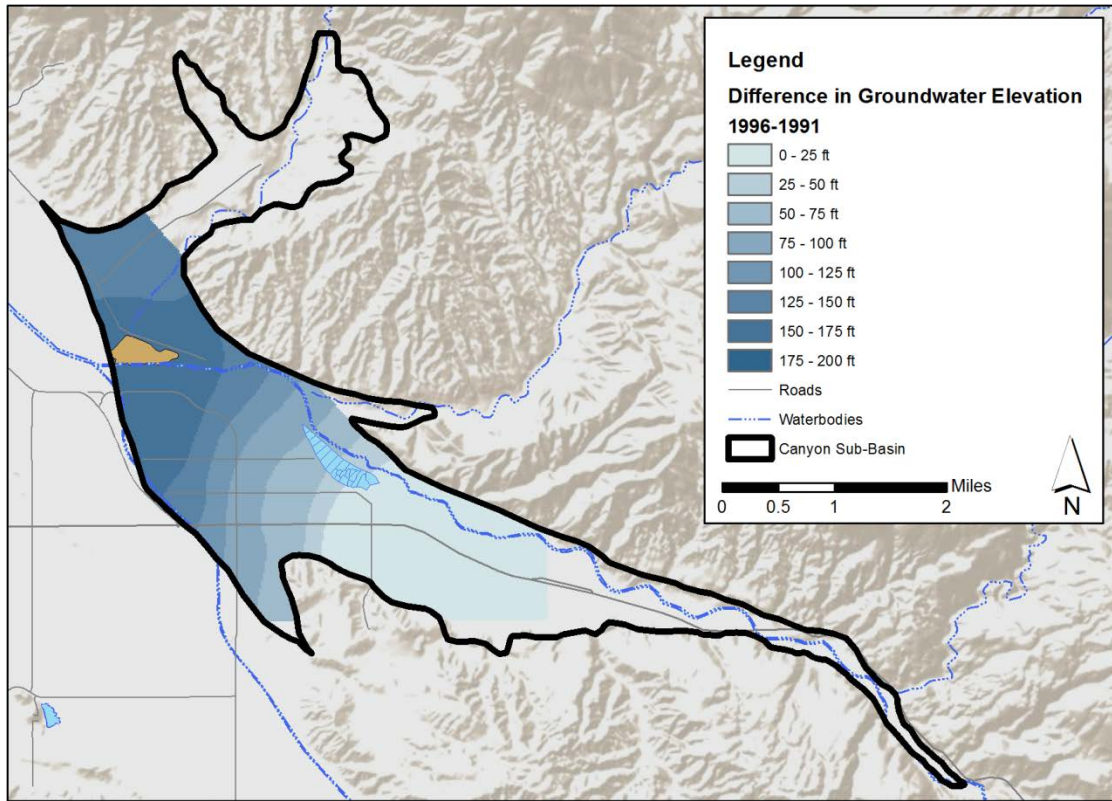 Legend
Difference in Groundwater Elevation
1996-1991
0 - 25 ft
25 - 50 ft
50 - 75 ft
75 - 100 ft
100 - 125 ft
125 - 150 ft
150 - 175 ft
175 - 200 ft
Roads
Waterbodies
Canyon Sub-Basin
Miles
0 0.5 1 2
N